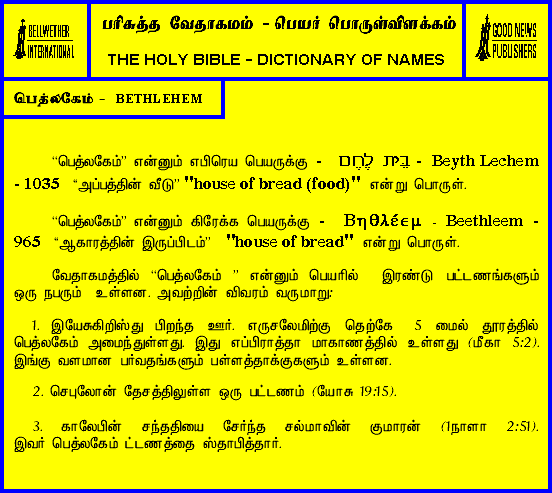 BELLWETHER
INTERNATIONAL
பரிசுத்த வேதாகமம் - பெயர் பொருள்விளக்கம்
THE HOLY BIBLE - DICTIONARY OF NAMES
GOOD NEWS
PUBLISHERS
பெத்லகேம் - BETHLEHEM
“பெத்லகேம்” என்னும் எபிரெய பெயருக்கு - בֵּית לֶחֶם - Beyth Lechem
- 1035 “அப்பத்தின் வீடு” "house of bread (food)" என்று பொருள்.
“பெத்லகேம்” என்னும் கிரேக்க பெயருக்கு - Βηθλέεμ - Beethleem -
965 “ஆகாரத்தின் இருப்பிடம்” "house of bread" என்று பொருள்.
வேதாகமத்தில் “பெத்லகேம் ” என்னும் பெயரில் இரண்டு பட்டணங்களும்
ஒரு நபரும் உள்ளன. அவற்றின் விவரம் வருமாறு:
1. இயேசுகிறிஸ்து பிறந்த ஊர். எருசலேமிற்கு தெற்கே 5 மைல் தூரத்தில்
பெத்லகேம் அமைந்துள்ளது. இது எப்பிராத்தா மாகாணத்தில் உள்ளது (மீகா 5:2).
இங்கு வளமான பர்வதங்களும் பள்ளத்தாக்குகளும் உள்ளன.
2. செபுலோன் தேசத்திலுள்ள ஒரு பட்டணம் (யோசு 19:15).
3. காலேபின் சந்ததியை சேர்ந்த சல்மாவின் குமாரன் (1நாளா 2:51).
இவர் பெத்லகேம் ட்டணத்தை ஸ்தாபித்தார்.